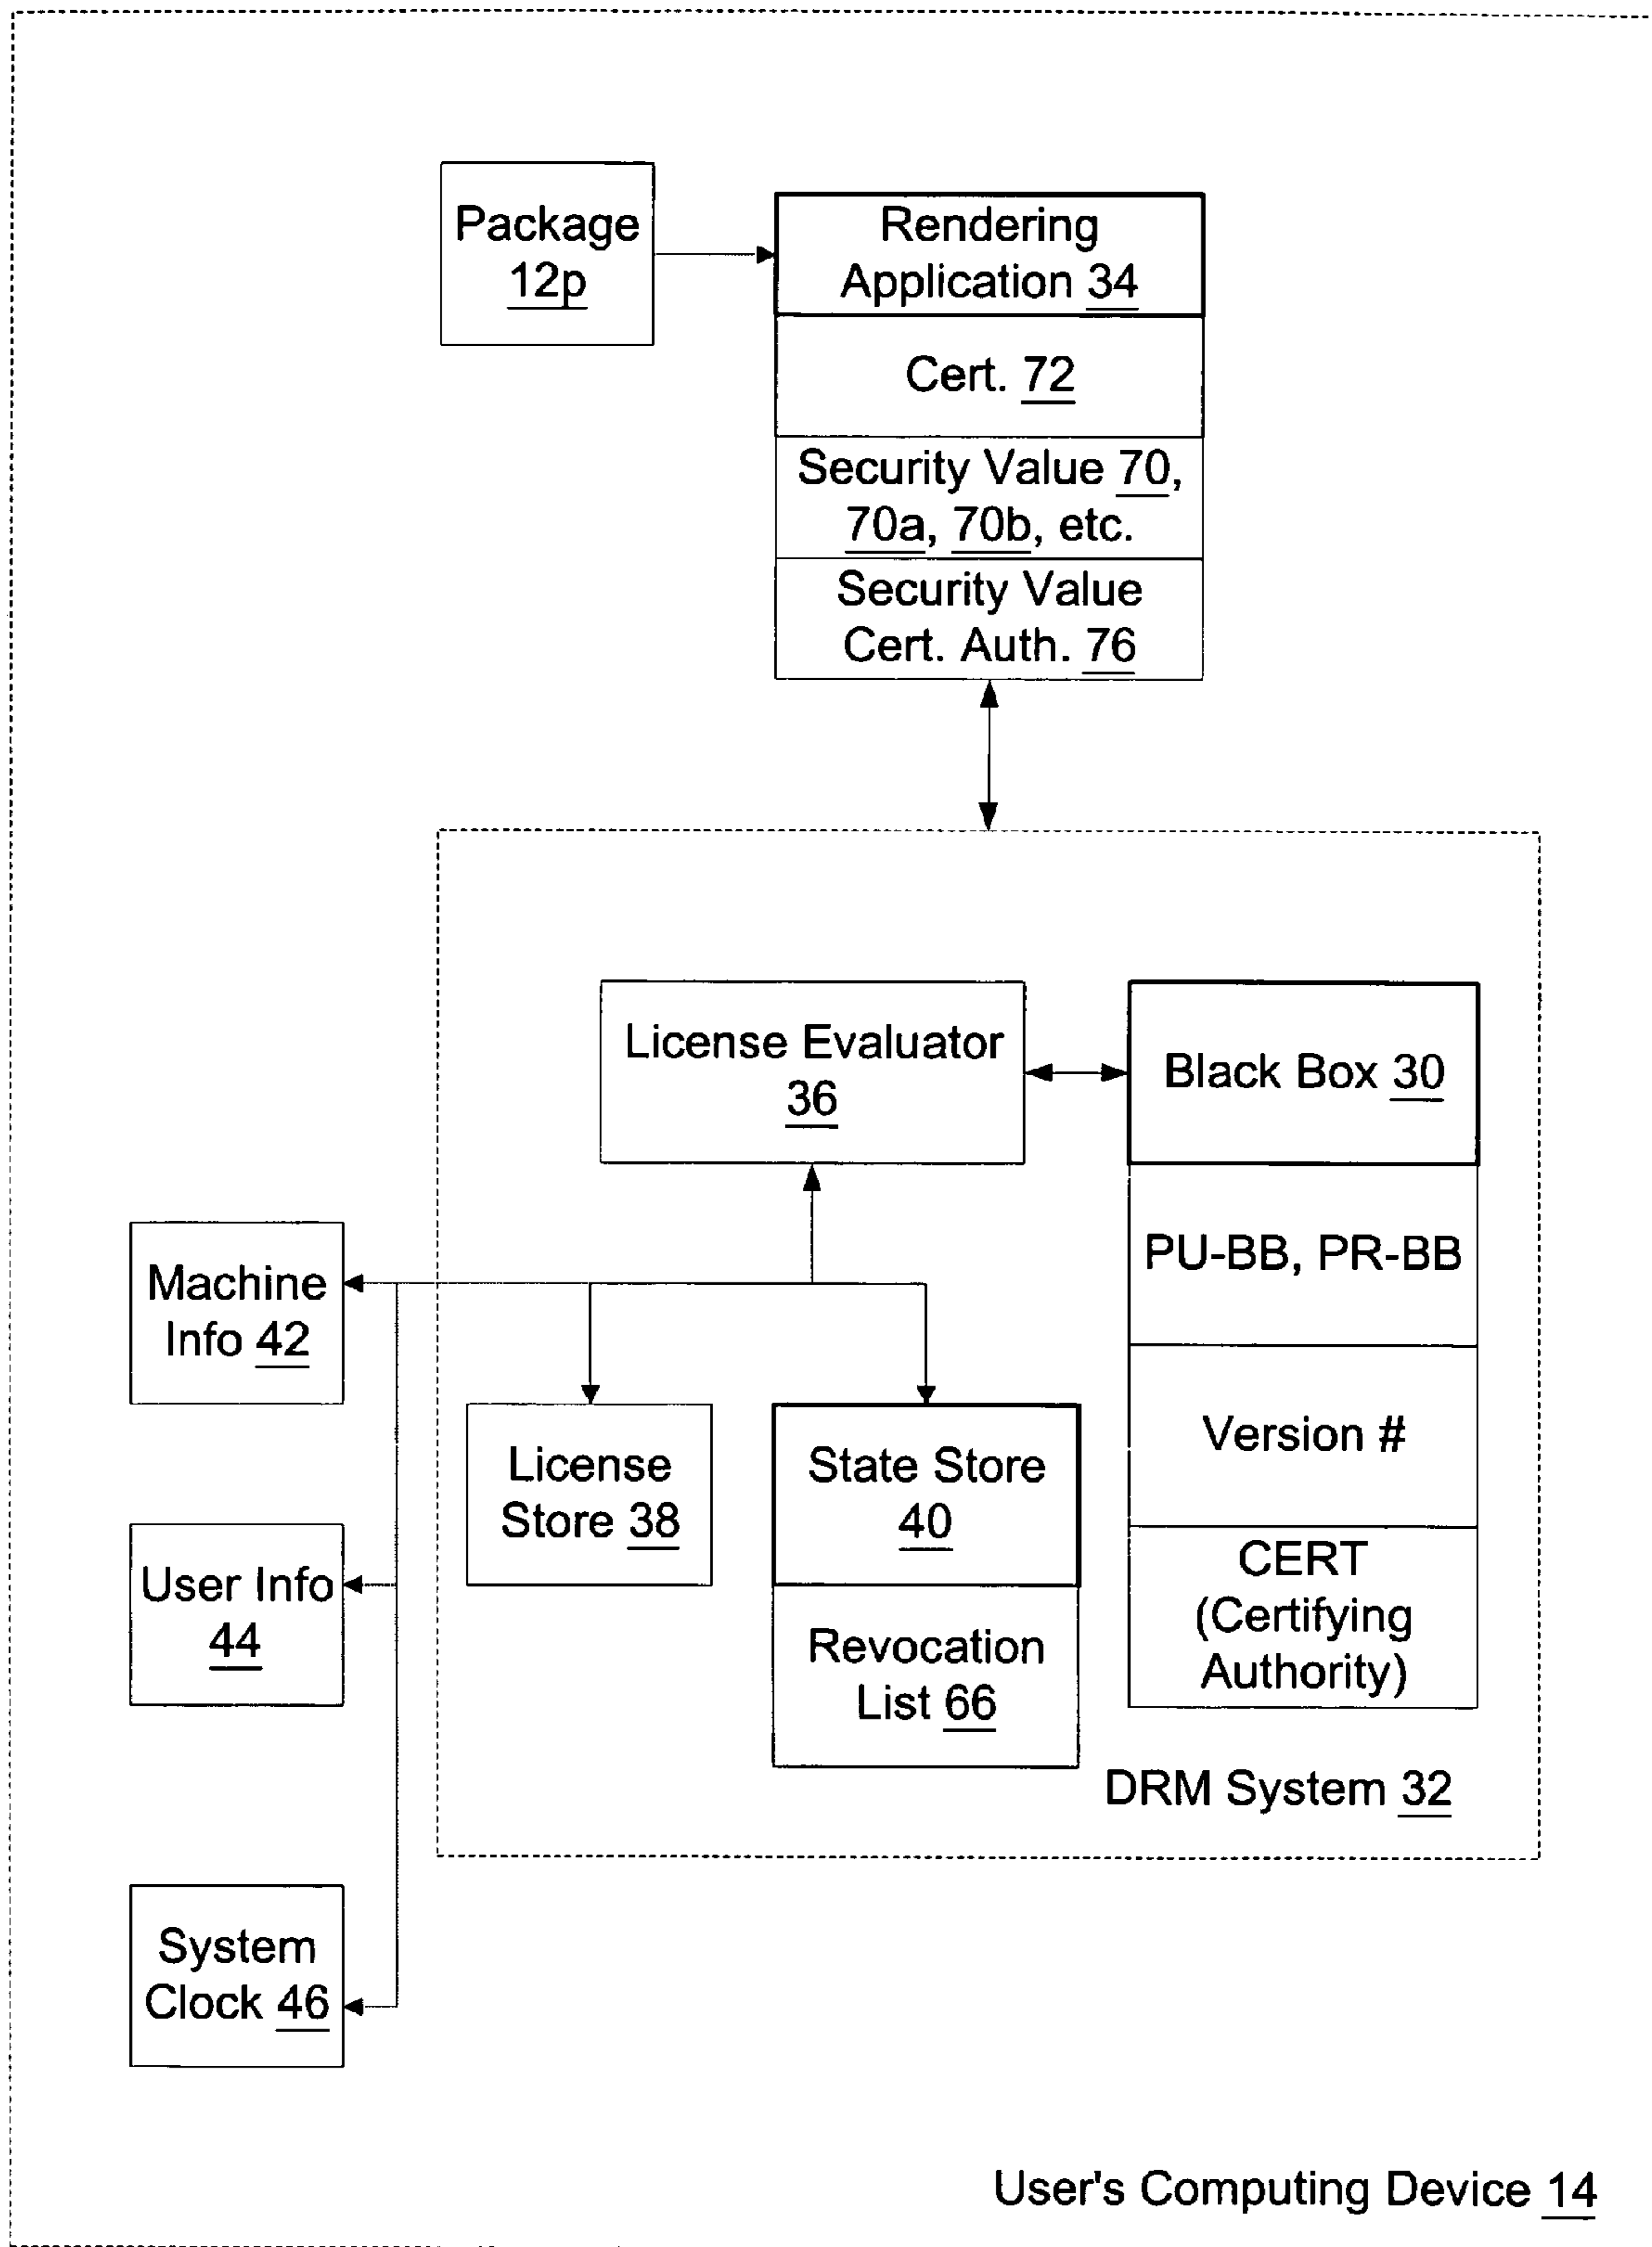 Package
12p
Rendering
Application 34
Cert. 72
Security Value 70,
70a, 70b, etc.
Security Value
Cert. Auth. 76
License Evaluator
36
Black Box 30
PU-BB, PR-BB
Version #
CERT
(Certifying
Authority)
Machine
Info 42
License
Store 38
State Store
40
Revocation
List 66
User Info
44
DRM System 32
System
Clock 46
User's Computing Device 14